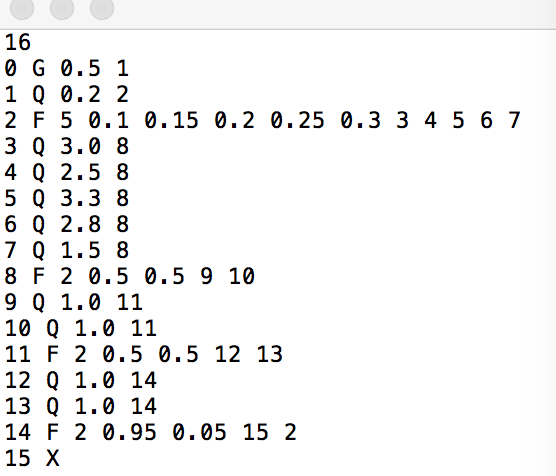 16
0 G 0.5 1
1 Q 0.2 2
2 F 5 0.1 0.15 0.2 0.25 0.3 3 4 5 6 7
3 Q 3.0 8
4 Q 2.5 8
5 Q 3.3 8
6 Q 2.8 8
7 Q 1.5 8
8 F 2 0.5 0.5 9 10
9 Q 1.0 11
10 Q 1.0 11
11 F 2 0.5 0.5 12 13
12 Q 1.0 14
13 Q 1.0 14
14 F 2 0.95 0.05 15 2
15 X